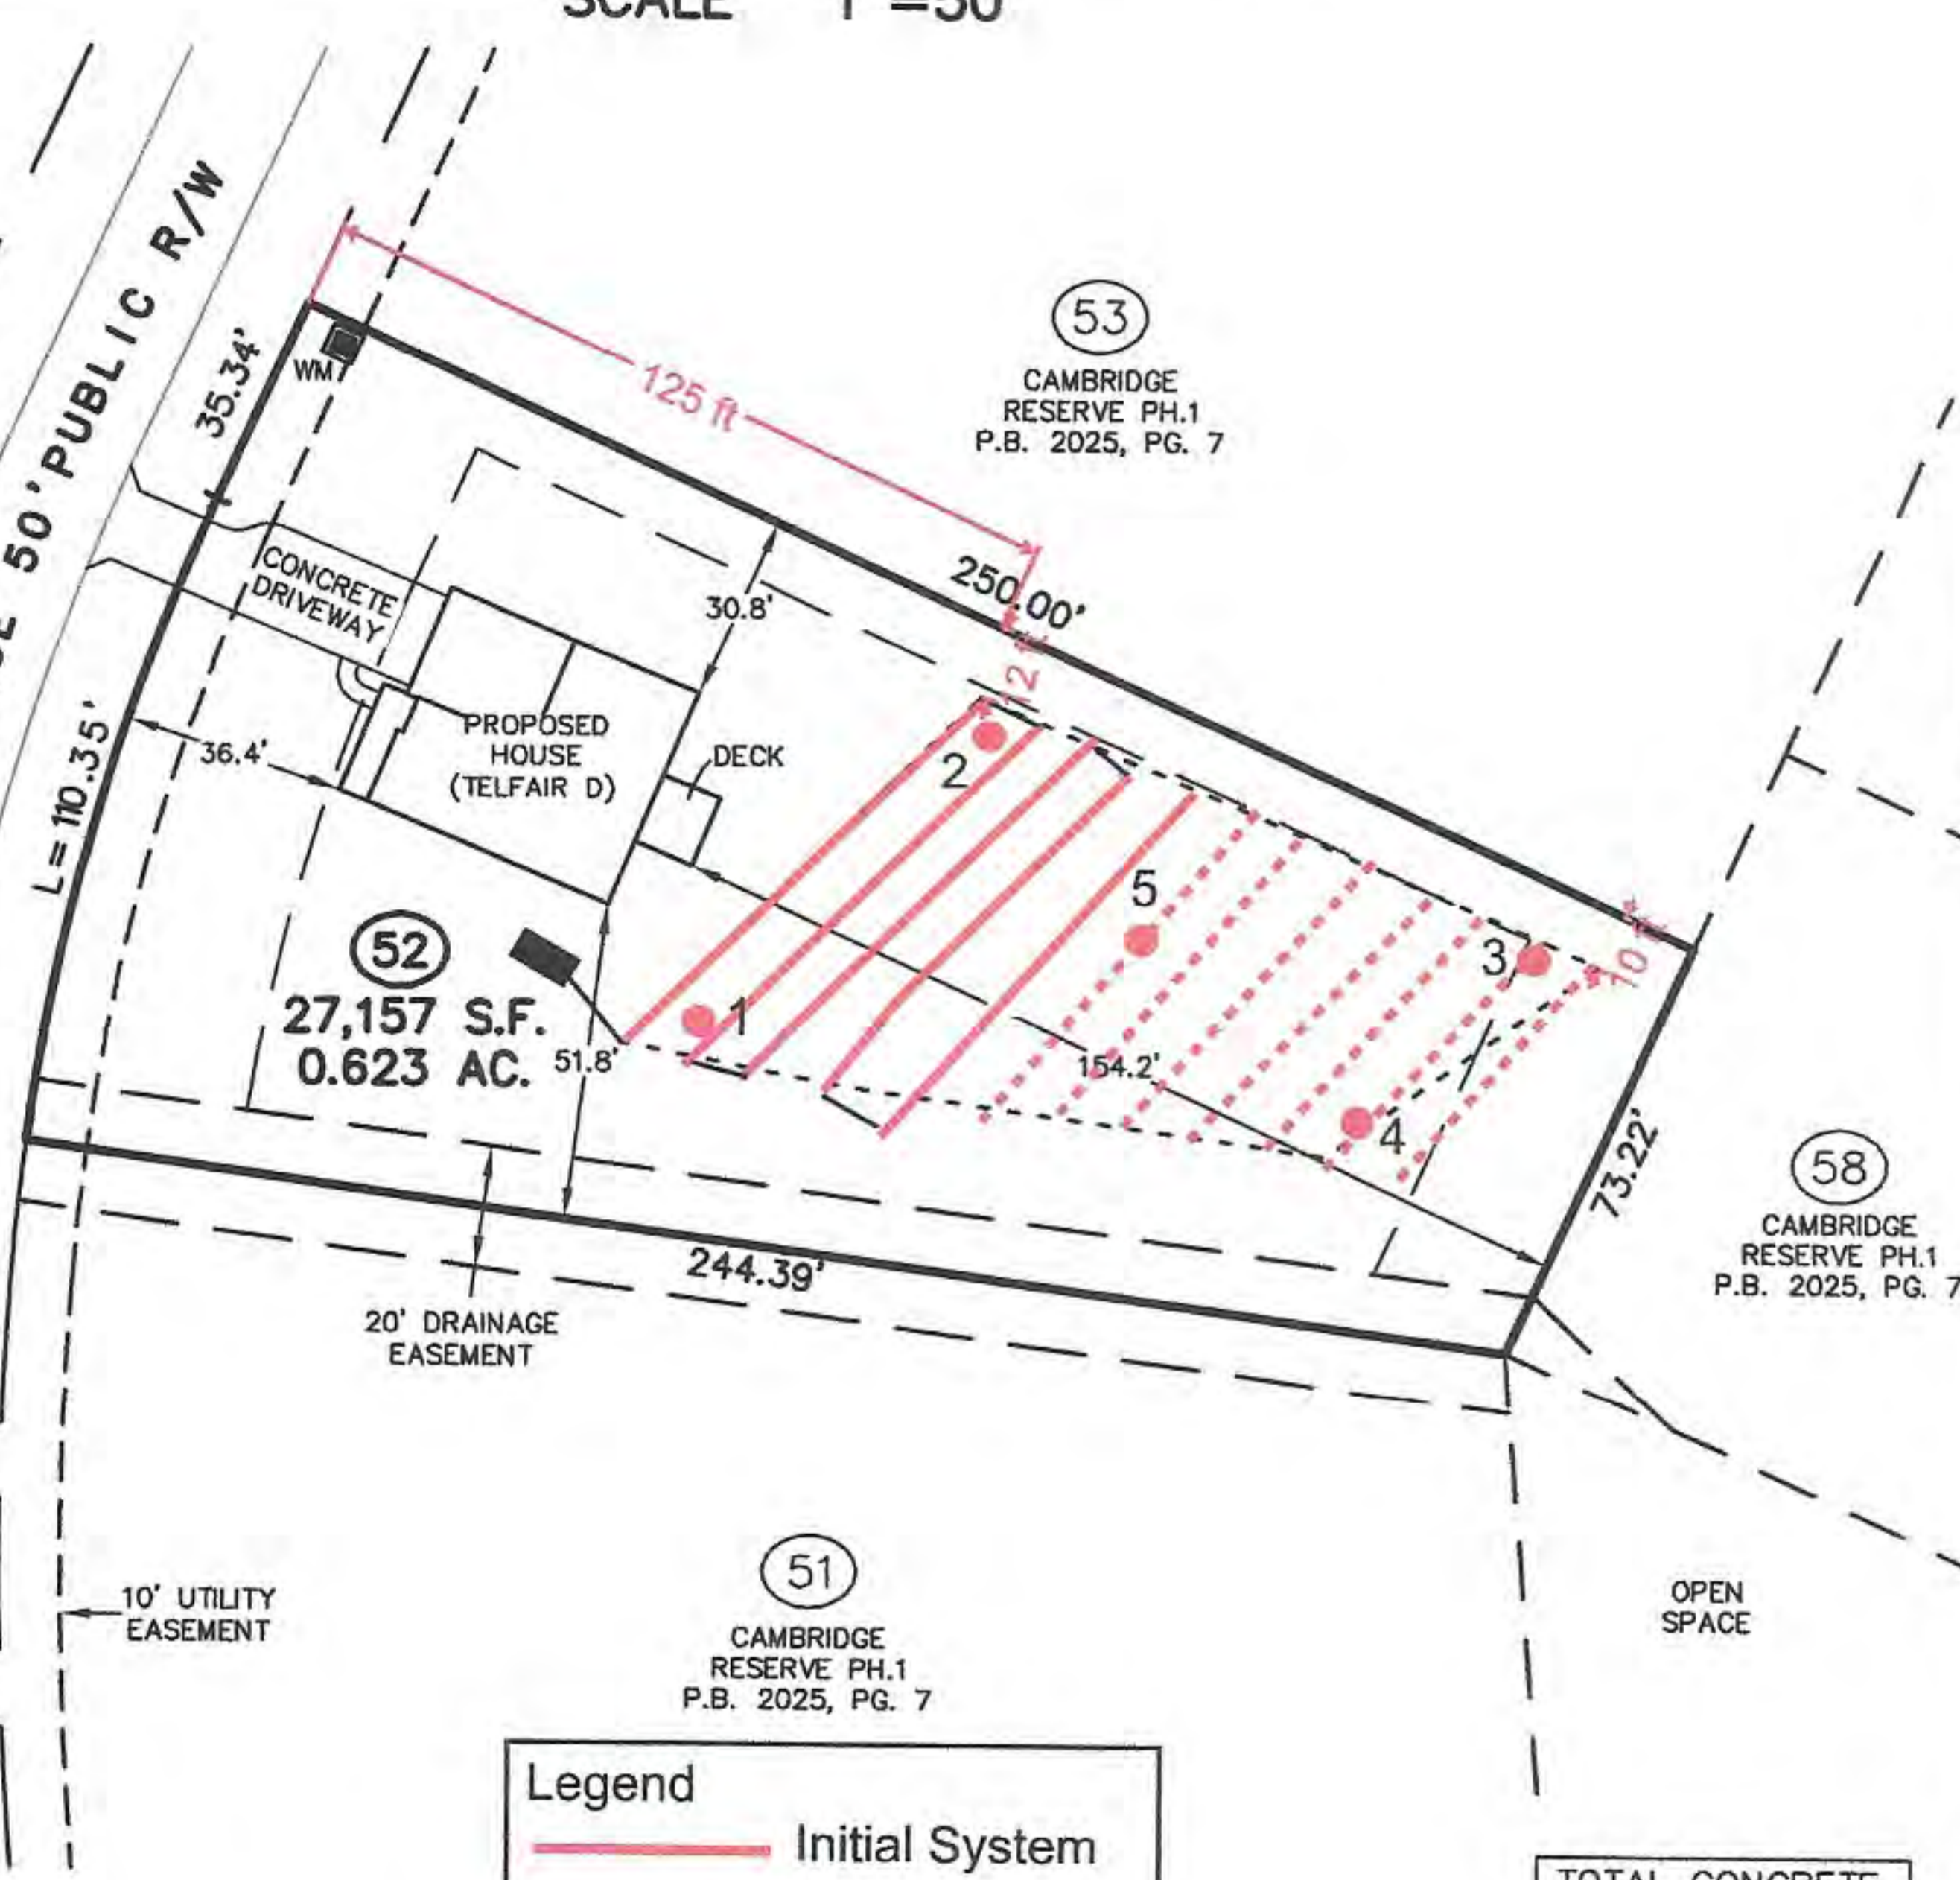 SCALE 1"=50'
50' PUBLIC R/W
35.34'
WM
125 ft
53
CAMBRIDGE
RESERVE PH.1
P.B. 2025, PG. 7
250.00'
12 ft
CONCRETE
DRIVEWAY
30.8'
36.4'
PROPOSED
HOUSE
(TELFAIR D)
DECK
2
L=110.35'
5
3
10 ft
52
27,157 S.F.
0.623 AC.
1
51.8'
154.2'
4
73.22'
58
CAMBRIDGE
RESERVE PH.1
P.B. 2025, PG. 7
244.39'
20' DRAINAGE
EASEMENT
51
CAMBRIDGE
RESERVE PH.1
P.B. 2025, PG. 7
10' UTILITY
EASEMENT
OPEN
SPACE
Legend
Initial System
TOTAL CONCRETE